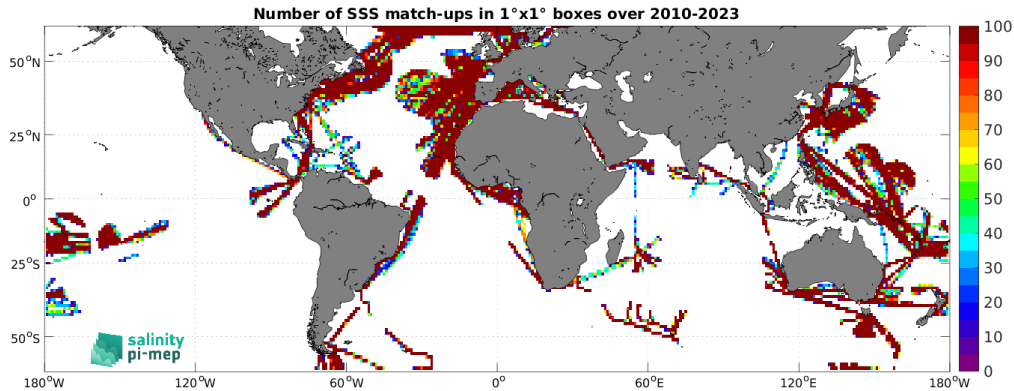 Number of SSS match-ups in 1°x1° boxes over 2010-2023
50°N
25°N
0°
25°S
50°S
180°W
120°W
60°W
0°
60°E
120°E
180°W
100
90
80
70
60
50
40
30
20
10
0
salinity
pi-mep